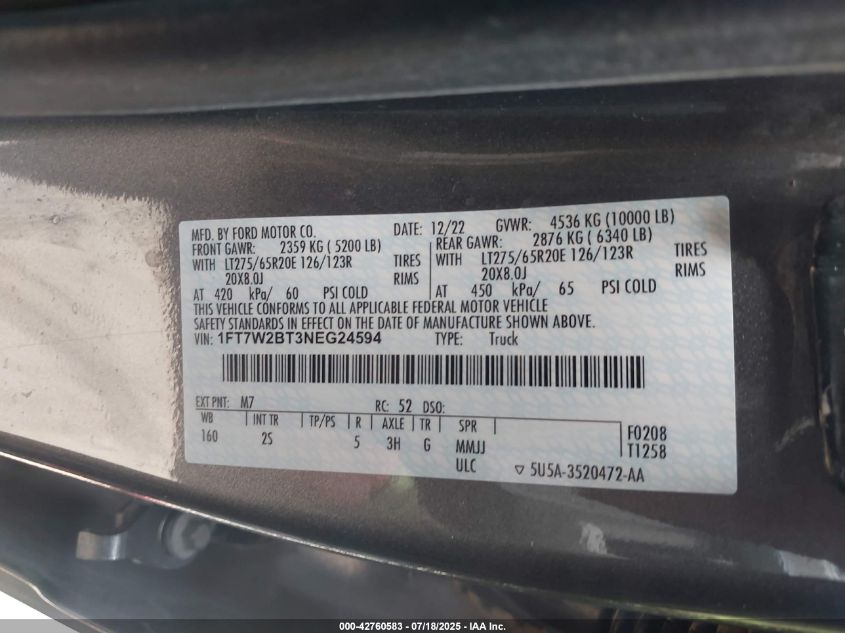 MFD. BY FORD MOTOR CO. DATE: 12/22 GVWR: 4536 KG (10000 LB)
FRONT GAWR: 2359 KG ( 5200 LB) REAR GAWR: 2876 KG ( 6340 LB)
WITH LT275/65R20E 126/123R TIRES WITH LT275/65R20E 126/123R TIRES
20X8.0J RIMS 20X8.0J RIMS
AT 420 kPa/ 60 PSI COLD AT 450 kPa/ 65 PSI COLD
THIS VEHICLE CONFORMS TO ALL APPLICABLE FEDERAL MOTOR VEHICLE
SAFETY STANDARDS IN EFFECT ON THE DATE OF MANUFACTURE SHOWN ABOVE.
VIN: 1FT7W2BT3NEG24594 TYPE: Truck
EXT PNT: M7 RC: 52 DSO:
WB INT TR TP/PS R AXLE TR SPR F0208
160 2S 5 3H G MMJJ T1258
ULC ▽ 5U5A-3520472-AA
000-42760583 / 07/18/2025 - IAA Inc.